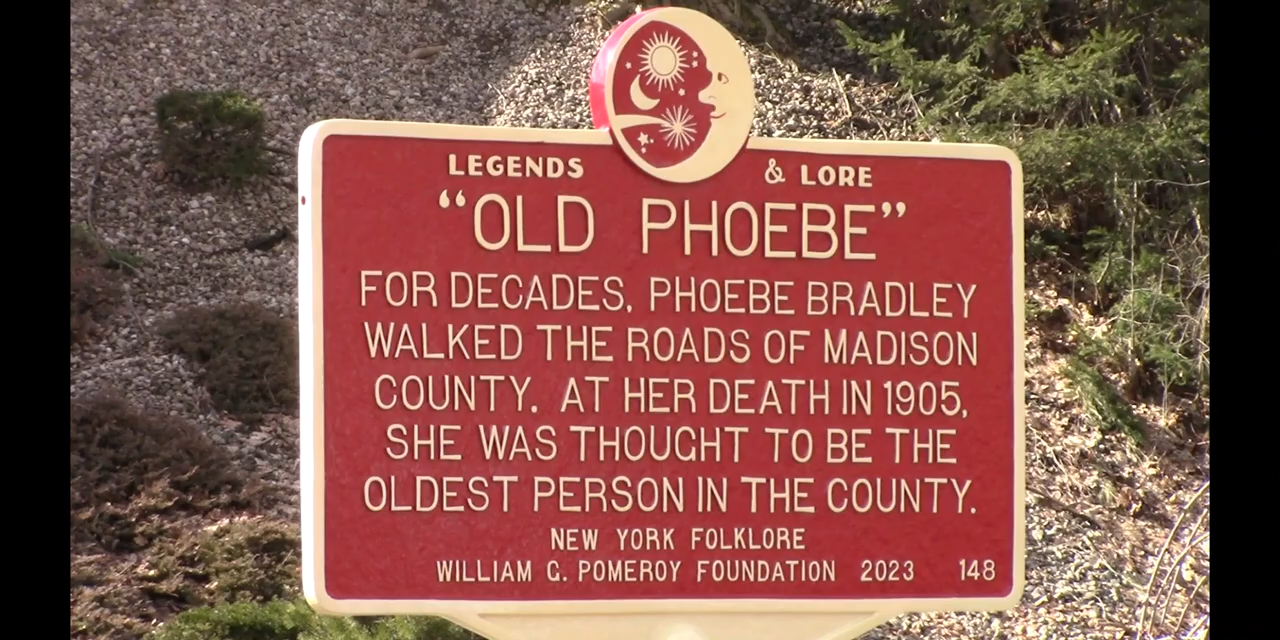 LEGENDS & LORE
“OLD PHOEBE”
FOR DECADES, PHOEBE BRADLEY
WALKED THE ROADS OF MADISON
COUNTY. AT HER DEATH IN 1905,
SHE WAS THOUGHT TO BE THE
OLDEST PERSON IN THE COUNTY.
NEW YORK FOLKLORE
WILLIAM G. POMEROY FOUNDATION 2023 148